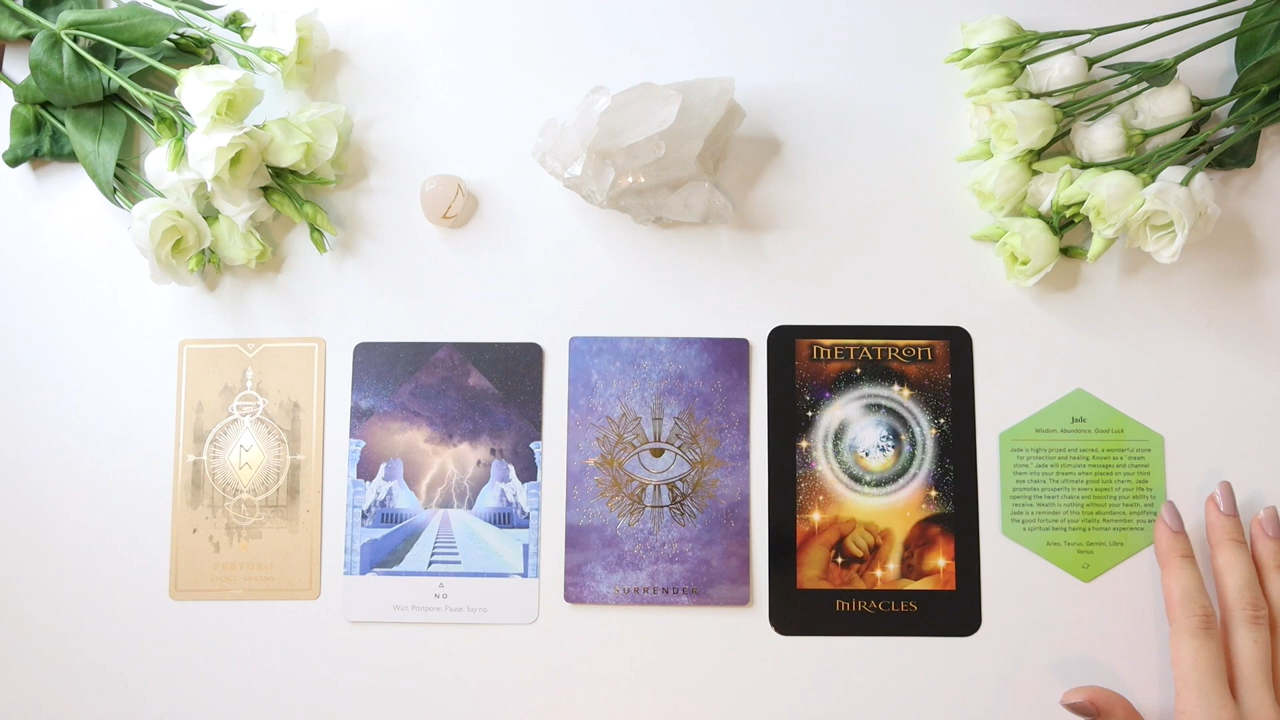 PERTHRO
NO
Wait. Postpone. Pause. Say no.
SURRENDER
METATRON
MIRACLES
Jade
Wisdom, Abundance, Good Luck
Jade is highly prized and sacred, a wonderful stone
for protection and healing. Known as a "dream
stone," Jade will stimulate messages and channel
them into your dreams when placed on your third
eye chakra. The ultimate good luck charm, Jade
promotes prosperity in every aspect of your life by
opening the heart chakra and boosting your ability to
receive. Wealth is nothing without your health, and
Jade is a reminder of this true abundance, amplifying
the good fortune of your vitality. Remember, you are
a spiritual being having a human experience.
Aries, Taurus, Gemini, Libra
Venus